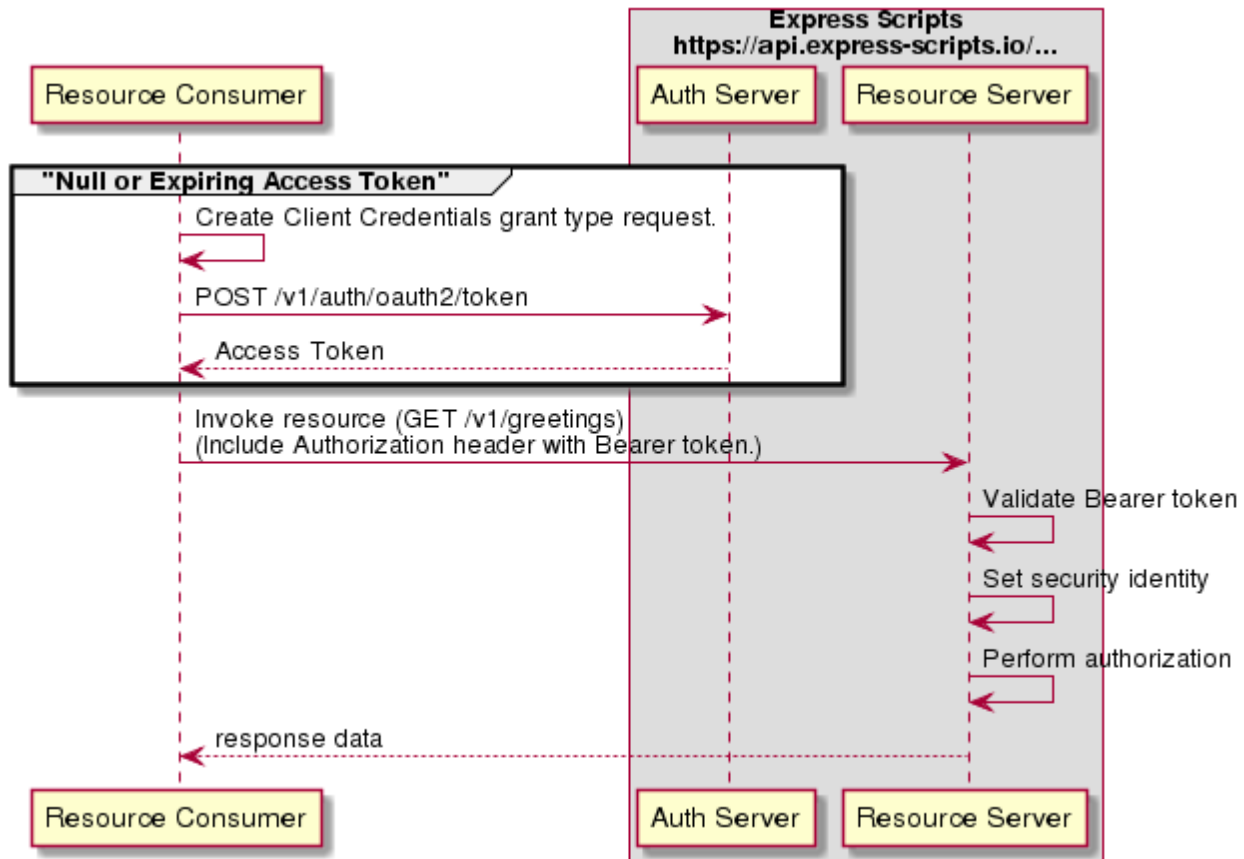 Express Scripts
https://api.express-scripts.io/...
Resource Consumer
Auth Server
Resource Server
"Null or Expiring Access Token"
Create Client Credentials grant type request.
POST /v1/auth/oauth2/token
Access Token
Invoke resource (GET /v1/greetings)
(Include Authorization header with Bearer token.)
Validate Bearer token
Set security identity
Perform authorization
response data
Resource Consumer
Auth Server
Resource Server